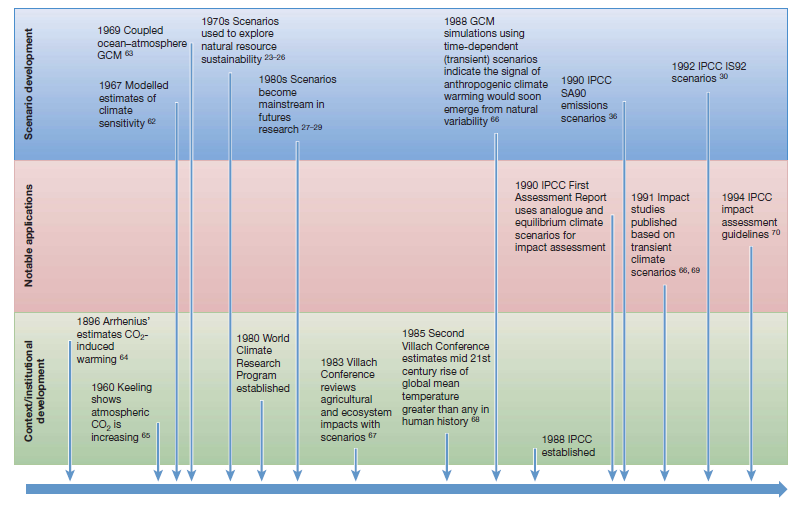 Scenario development
1969 Coupled
ocean–atmosphere
GCM 63
1967 Modelled
estimates of
climate
sensitivity 62
1970s Scenarios
used to explore
natural resource
sustainability 23–26
1980s Scenarios
become
mainstream in
futures
research 27–29
1988 GCM
simulations using
time-dependent
(transient) scenarios
indicate the signal of
anthropogenic climate
warming would soon
emerge from natural
variability 66
1990 IPCC
SA90
emissions
scenarios 36
1992 IPCC IS92
scenarios 30
Notable applications
1990 IPCC First
Assessment Report
uses analogue and
equilibrium climate
scenarios for
impact assessment
1991 Impact
studies
published
based on
transient
climate
scenarios 66, 69
1994 IPCC
impact
assessment
guidelines 70
Context/institutional
development
1896 Arrhenius'
estimates CO2-
induced
warming 64
1960 Keeling
shows
atmospheric
CO2 is
increasing 65
1980 World
Climate
Research
Program
established
1983 Villach
Conference
reviews
agricultural
and ecosystem
impacts with
scenarios 67
1985 Second
Villach Conference
estimates mid 21st
century rise of
global mean
temperature
greater than any in
human history 68
1988 IPCC
established